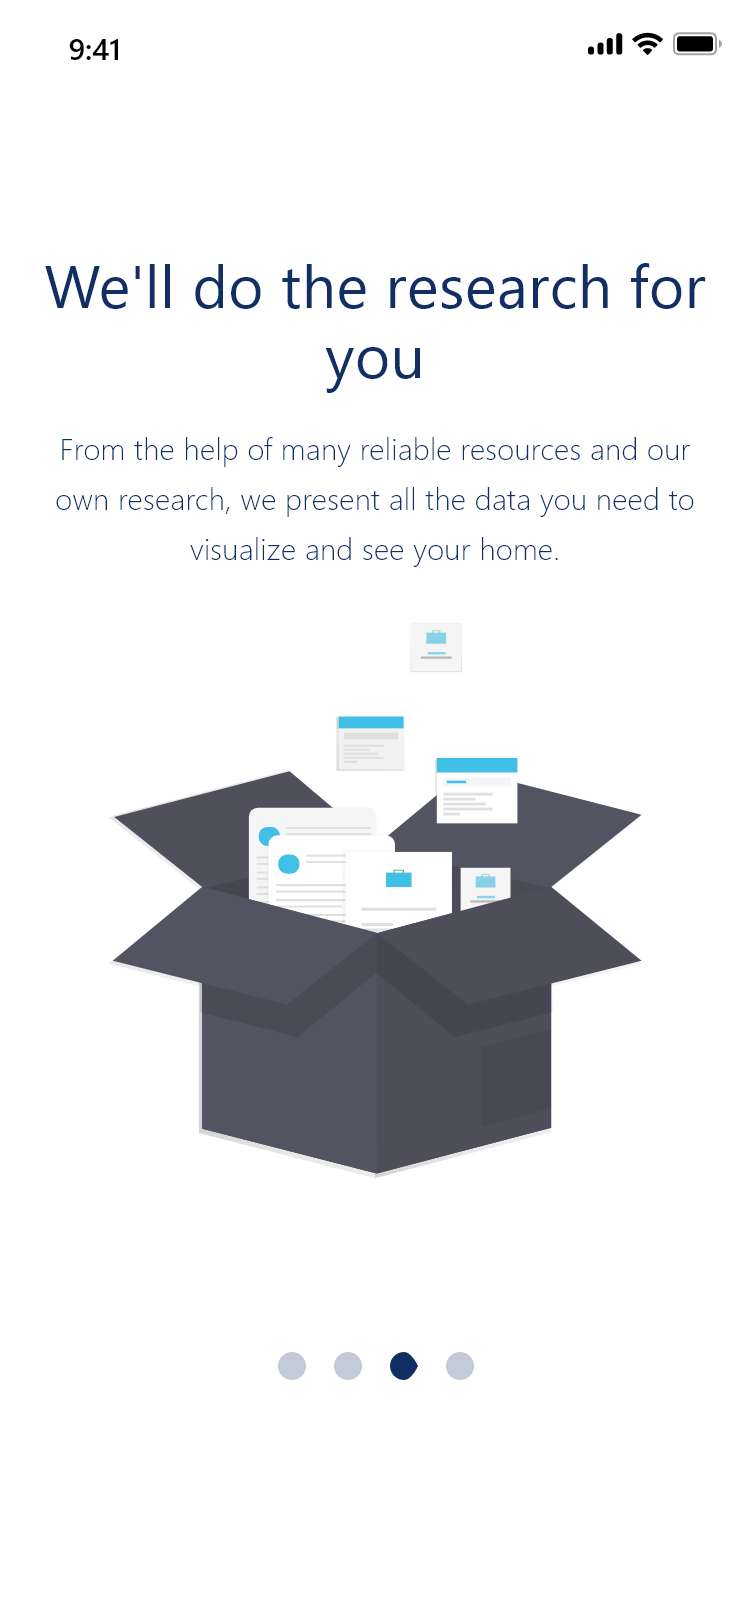 9:41
We'll do the research for
you
From the help of many reliable resources and our
own research, we present all the data you need to
visualize and see your home.